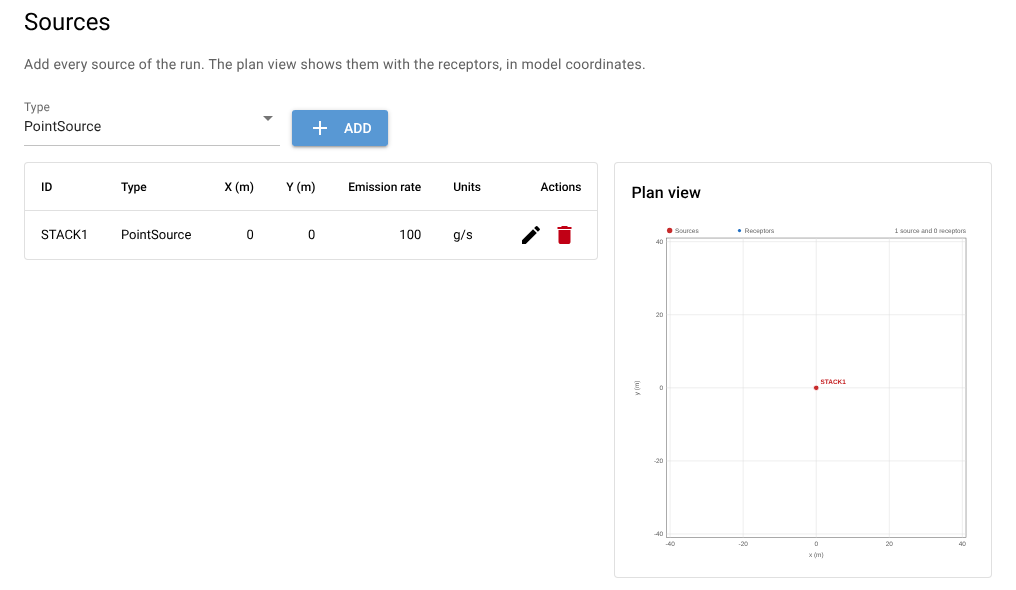 Sources
Add every source of the run. The plan view shows them with the receptors, in model coordinates.
Type
PointSource
ADD
ID Type X (m) Y (m) Emission rate Units Actions
STACK1 PointSource 0 0 100 g/s
Plan view
Sources Receptors 1 source and 0 receptors
40
20
0
-20
-40
y (m)
STACK1
-40 -20 0 20 40
x (m)